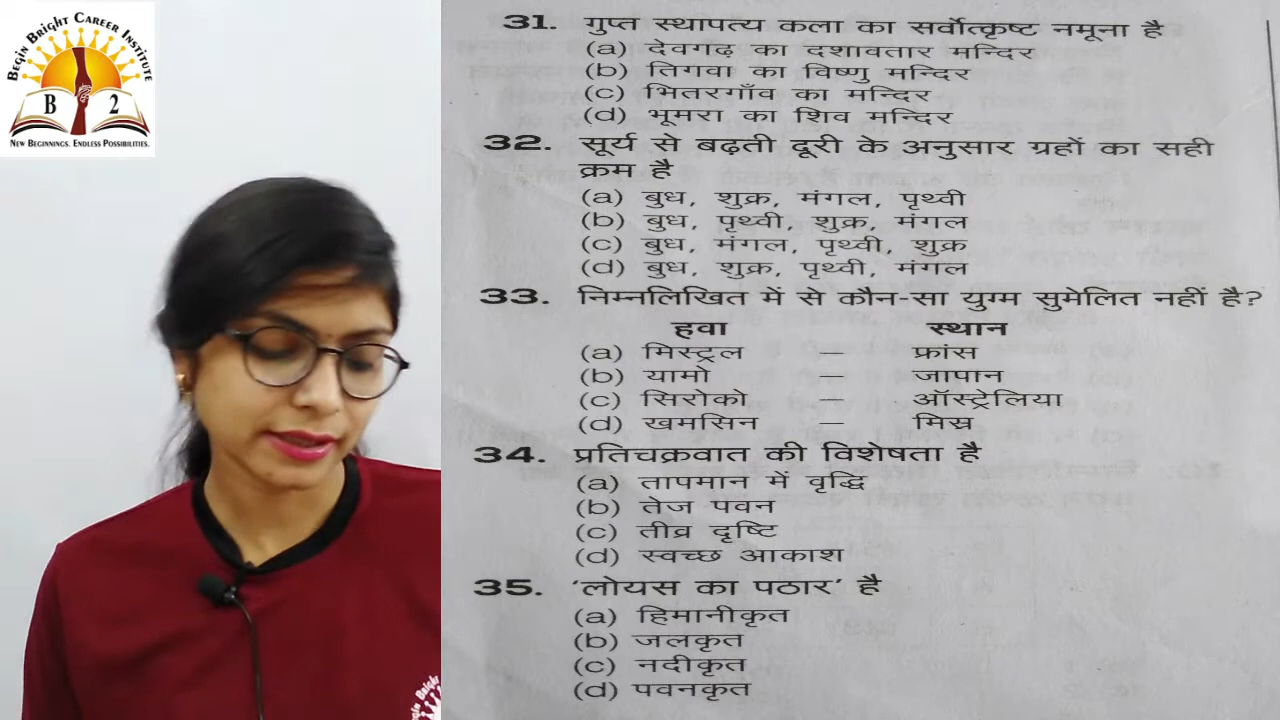 Begin Bright Career Institute
B 2
New Beginnings. Endless Possibilities.
31. गुप्त स्थापत्य कला का सर्वोत्कृष्ट नमूना है
(a) देवगढ़ का दशावतार मन्दिर
(b) तिगवा का विष्णु मन्दिर
(c) भितरगाँव का मन्दिर
(d) भूमरा का शिव मन्दिर
32. सूर्य से बढ़ती दूरी के अनुसार ग्रहों का सही
क्रम है
(a) बुध, शुक्र, मंगल, पृथ्वी
(b) बुध, पृथ्वी, शुक्र, मंगल
(c) बुध, मंगल, पृथ्वी, शुक्र
(d) बुध, शुक्र, पृथ्वी, मंगल
33. निम्नलिखित में से कौन-सा युग्म सुमेलित नहीं है?
हवा स्थान
(a) मिस्ट्रल — फ्रांस
(b) यामो — जापान
(c) सिरोको — ऑस्ट्रेलिया
(d) खमसिन — मिस्र
34. प्रतिचक्रवात की विशेषता है
(a) तापमान में वृद्धि
(b) तेज पवन
(c) तीव्र दृष्टि
(d) स्वच्छ आकाश
35. 'लोयस का पठार' है
(a) हिमानीकृत
(b) जलकृत
(c) नदीकृत
(d) पवनकृत